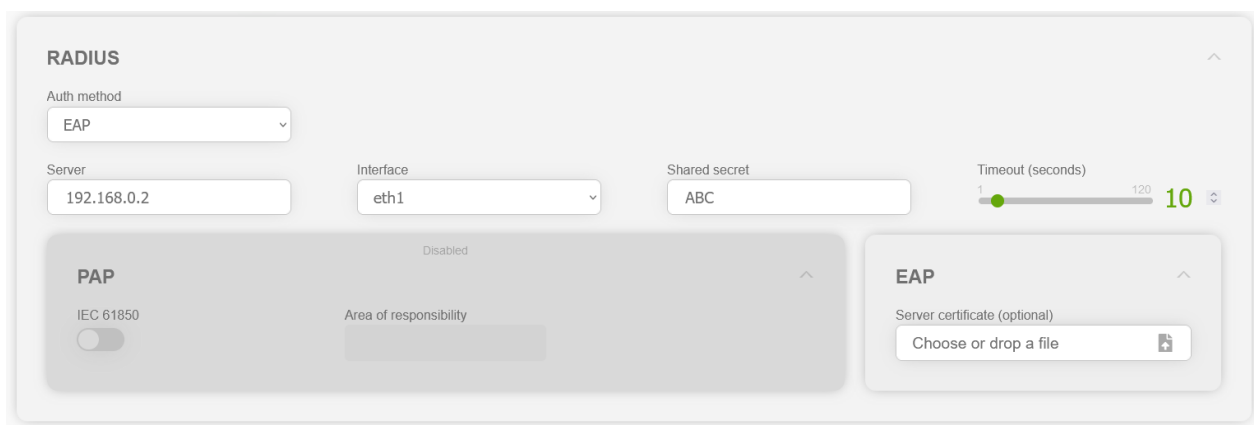 RADIUS
Auth method
EAP
Server
Interface
Shared secret
Timeout (seconds)
192.168.0.2
eth1
ABC
1
120
10
Disabled
PAP
EAP
IEC 61850
Area of responsibility
Server certificate (optional)
Choose or drop a file